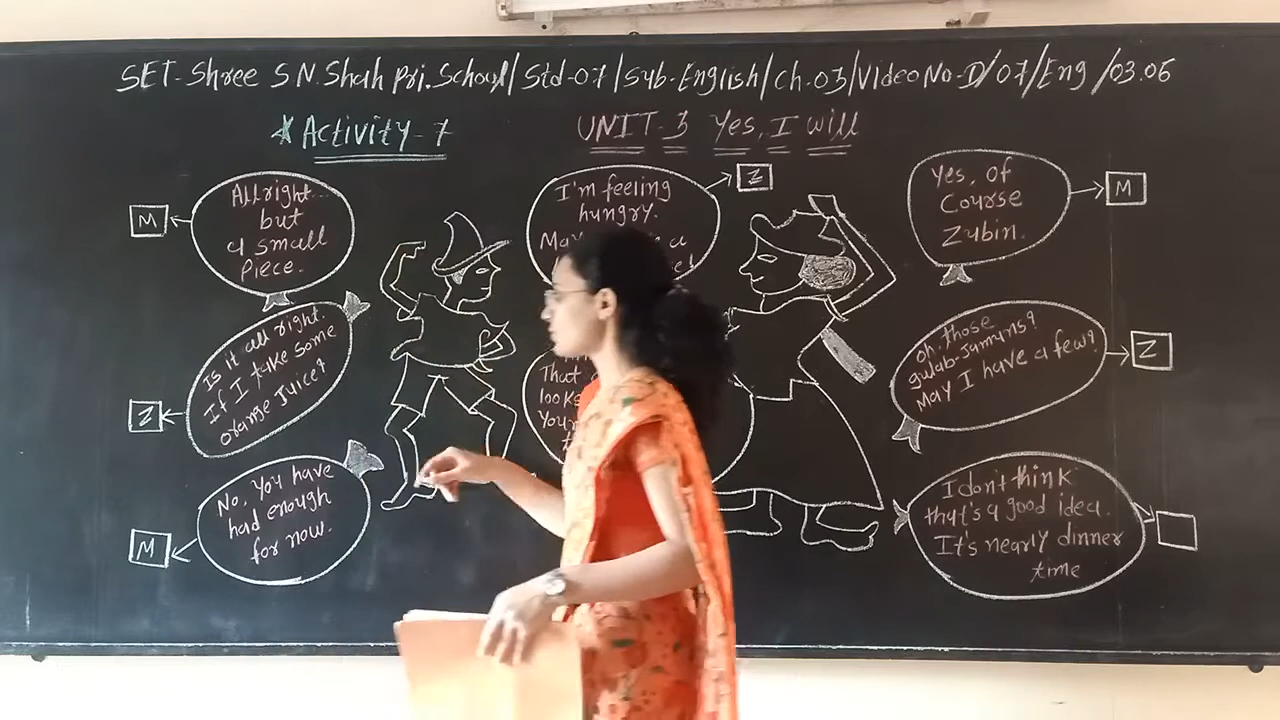 SET-Shree S.N.Shah Pri.School/Std-07/Sub.English/Ch.03/Video No-D/07/Eng/03.06
*Activity-7
UNIT-3 Yes, I will
M
All right...
but
a small
Piece.
I'm feeling
hungry.
a
Z
Yes, of
Course
Zubin.
M
Is it all right.
If I take some
orange Juice?
Z
That
looks
Oh, those
gulab-jamuns?
May I have a few?
Z
No, You have
had enough
for now.
M
I don't think
that's a good idea.
It's nearly dinner
time